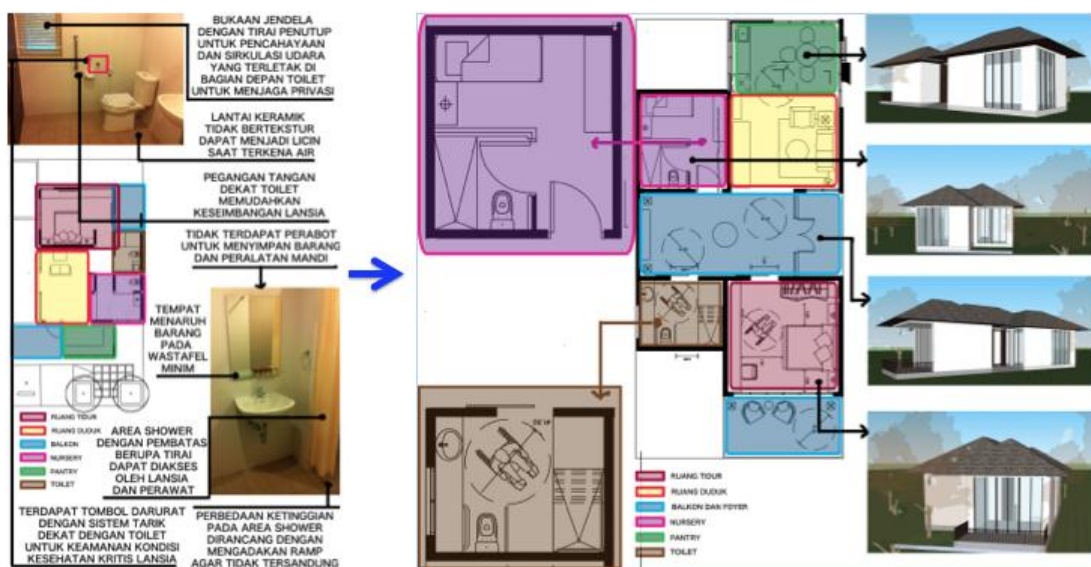 BUKAAN JENDELA
DENGAN TIRAI PENUTUP
UNTUK PENCAHAYAAN
DAN SIRKULASI UDARA
YANG TERLETAK DI
BAGIAN DEPAN TOILET
UNTUK MENJAGA PRIVASI
LANTAI KERAMIK
TIDAK BERTEKSTUR
DAPAT MENJADI LICIN
SAAT TERKENA AIR
PEGANGAN TANGAN
DEKAT TOILET
MEMUDAHKAN
KESEIMBANGAN LANSIA
TIDAK TERDAPAT PERABOT
UNTUK MENYIMPAN BARANG
DAN PERALATAN MANDI
TEMPAT
MENARUH
BARANG
PADA
WASTAFEL
MINIM
RUANG TIDUR
RUANG DUDUK
BALKON
NURSERY
PANTRY
TOILET
AREA SHOWER
DENGAN PEMBATAS
BERUPA TIRAI
DAPAT DIAKSES
OLEH LANSIA
DAN PERAWAT
TERDAPAT TOMBOL DARURAT
DENGAN SISTEM TARIK
DEKAT DENGAN TOILET
UNTUK KEAMANAN KONDISI
KESEHATAN KRITIS LANSIA
PERBEDAAN KETINGGIAN
PADA AREA SHOWER
DIRANCANG DENGAN
MENGADAKAN RAMP
AGAR TIDAK TERSANDUNG
RUANG TIDUR
RUANG DUDUK
BALKON DAN FOYER
NURSERY
PANTRY
TOILET